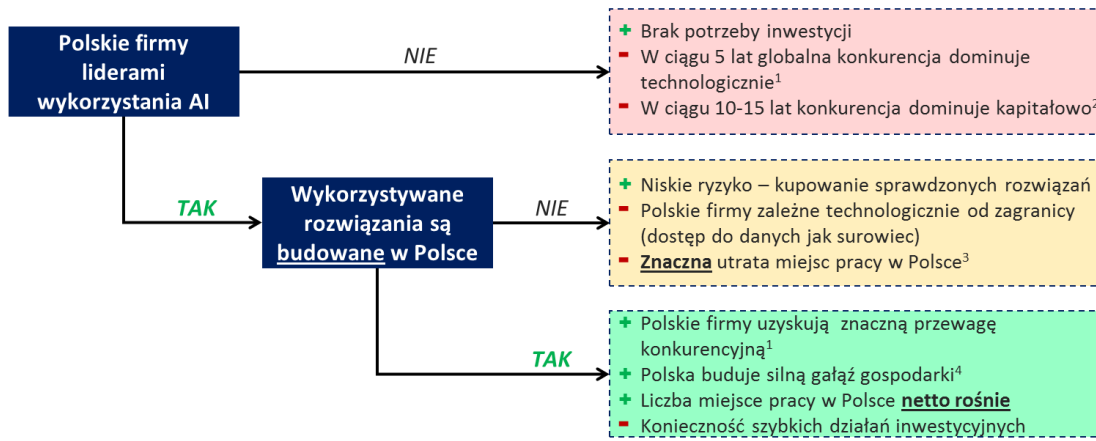 Polskie firmy
liderami
wykorzystania AI
NIE
+ Brak potrzeby inwestycji
- W ciągu 5 lat globalna konkurencja dominuje
technologicznie1
- W ciągu 10-15 lat konkurencja dominuje kapitałowo2
TAK
Wykorzystywane
rozwiązania są
budowane w Polsce
NIE
+ Niskie ryzyko – kupowanie sprawdzonych rozwiązań
- Polskie firmy zależne technologicznie od zagranicy
(dostęp do danych jak surowiec)
- Znaczna utrata miejsc pracy w Polsce3
TAK
+ Polskie firmy uzyskują znaczną przewagę
konkurencyjną1
+ Polska buduje silną gałąź gospodarki4
+ Liczba miejsce pracy w Polsce netto rośnie
- Konieczność szybkich działań inwestycyjnych